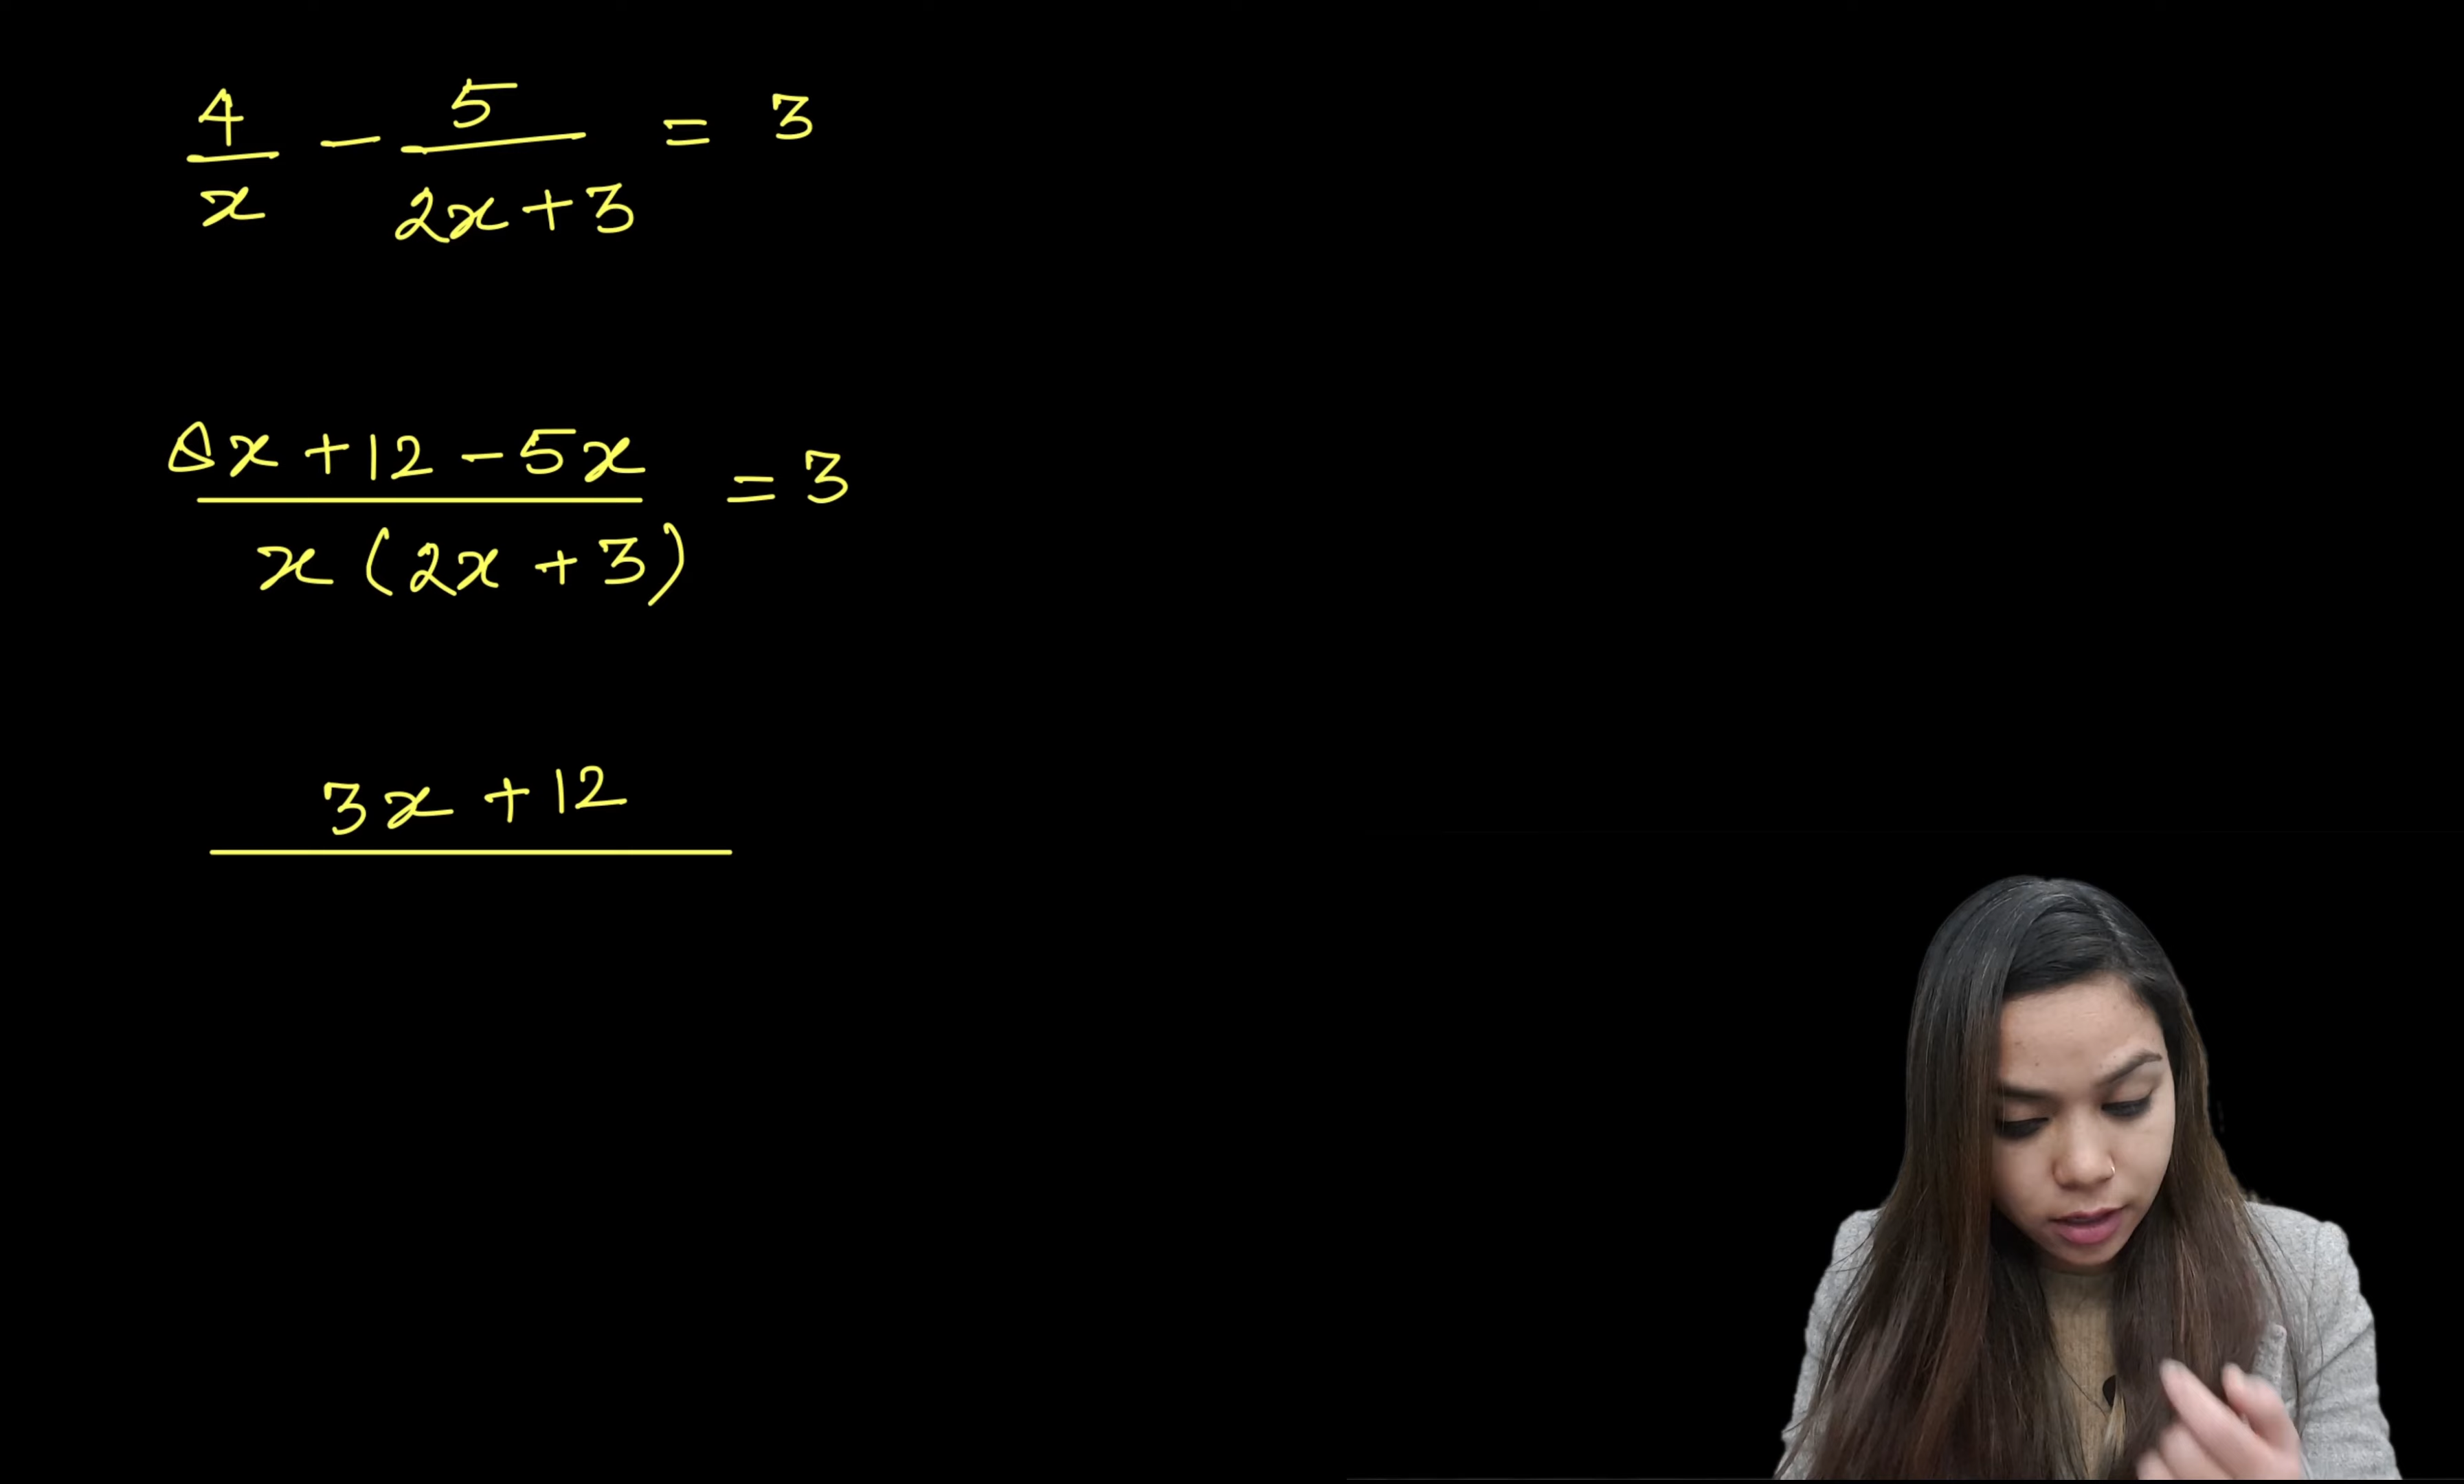 4/x - 5/(2x+3) = 3
(8x+12-5x)/(x(2x+3)) = 3
3x+12